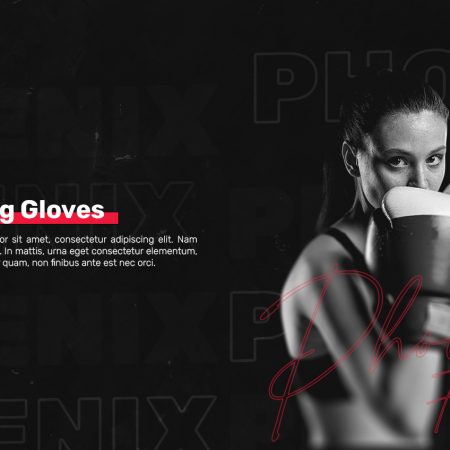 PHO
ENIX
g Gloves
or sit amet, consectetur adipiscing elit. Nam
. In mattis, urna eget consectetur elementum,
quam, non finibus ante est nec orci.
ENIX
PHO
Pho
ENIX